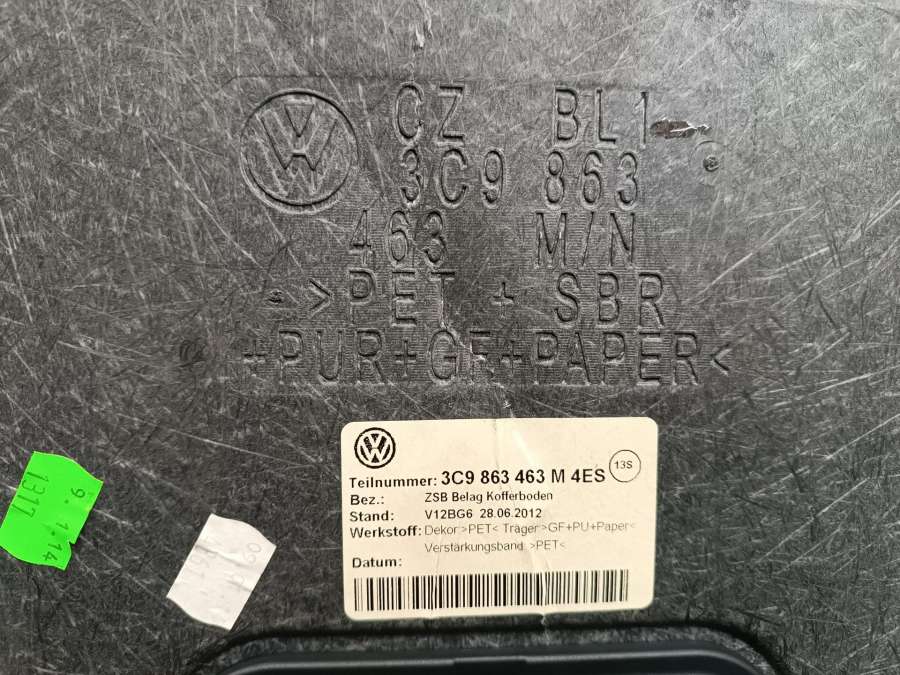 CZ BL1
3C9 863
463 M/N
>PET + SBR
+PUR+GF+PAPER<
Teilnummer: 3C9 863 463 M 4ES
13S
Bez.: ZSB Belag Kofferboden
Stand: V12BG6 28.06.2012
Werkstoff: Dekor >PET< Träger >GF+PU+Paper<
Verstärkungsband: >PET<
Datum:
9. 1.14
1317